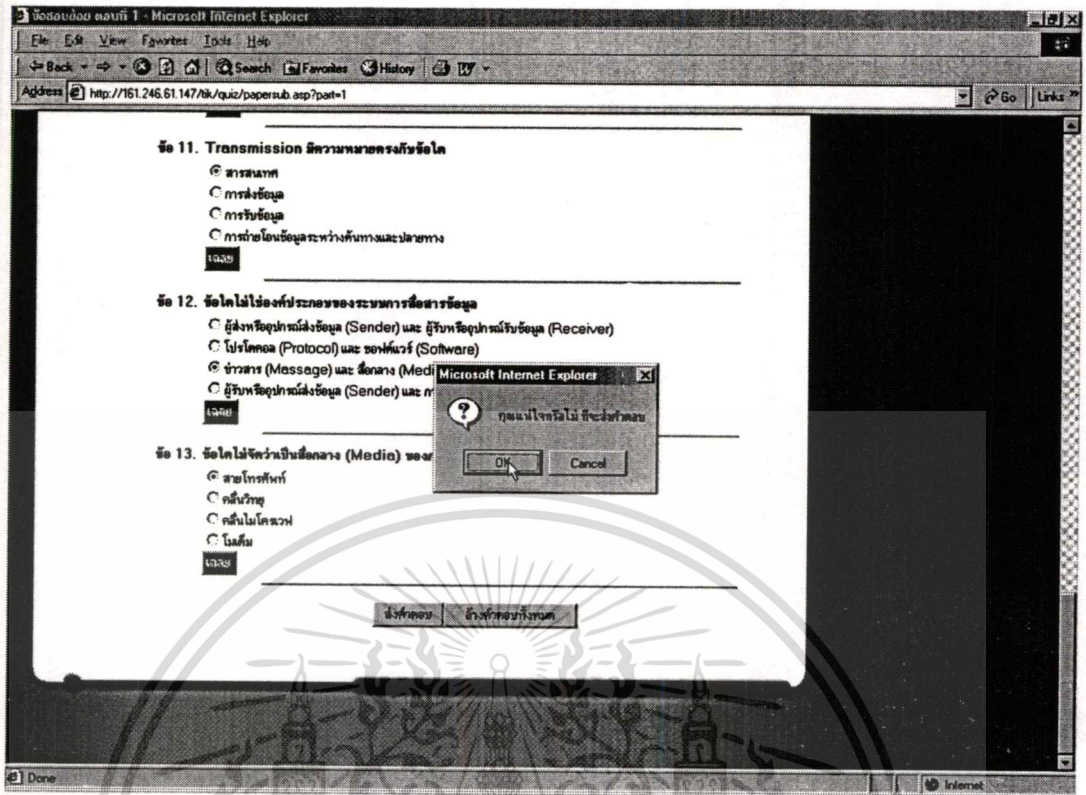 ข้อสอบย่อย ตอนที่ 1 - Microsoft Internet Explorer
File Edit View Favorites Tools Help
Back Search Favorites History
Address http://161.246.61.147/tik/quiz/papersub.asp?part=1 Go Links
ข้อ 11. Transmission มีความหมายตรงกับข้อใด
สารสนเทศ
การส่งข้อมูล
การรับข้อมูล
การถ่ายโอนข้อมูลระหว่างต้นทางและปลายทาง
เฉลย
ข้อ 12. ข้อใดไม่ใช่องค์ประกอบของระบบการสื่อสารข้อมูล
ผู้ส่งหรืออุปกรณ์ส่งข้อมูล (Sender) และ ผู้รับหรืออุปกรณ์รับข้อมูล (Receiver)
โปรโตคอล (Protocol) และ ซอฟต์แวร์ (Software)
ข่าวสาร (Massage) และ สื่อกลาง (Medi
ผู้รับหรืออุปกรณ์ส่งข้อมูล (Sender) และ
เฉลย
Microsoft Internet Explorer
คุณแน่ใจหรือไม่ ที่จะส่งคำตอบ
OK Cancel
ข้อ 13. ข้อใดไม่จัดว่าเป็นสื่อกลาง (Media) ของ
สายโทรศัพท์
คลื่นวิทยุ
คลื่นไมโครเวฟ
โมเด็ม
เฉลย
ส่งคำตอบ ล้างคำตอบทั้งหมด
Done Internet